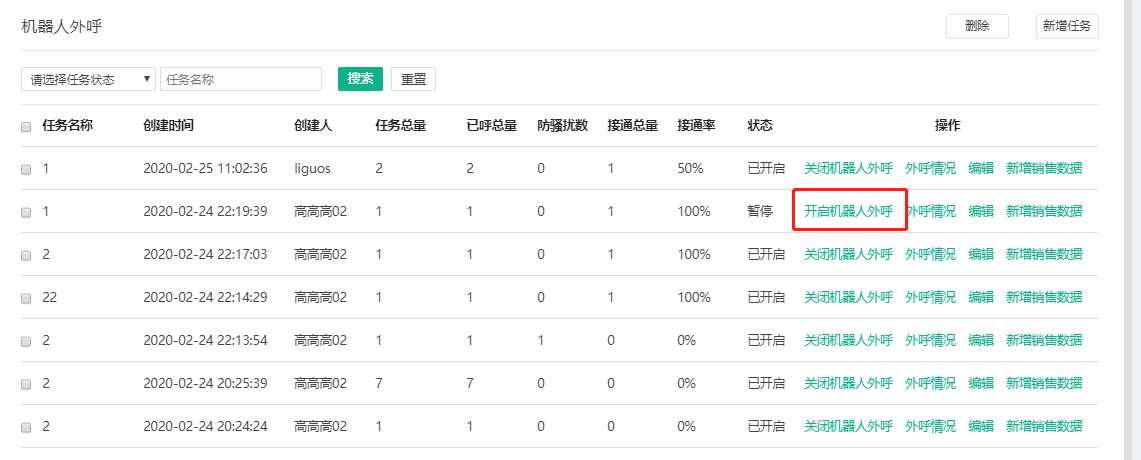 机器人外呼 删除 新增任务
请选择任务状态 任务名称 搜索 重置
任务名称 创建时间 创建人 任务总量 已呼总量 防骚扰数 接通总量 接通率 状态 操作
1 2020-02-25 11:02:36 liguos 2 2 0 1 50% 已开启 关闭机器人外呼 外呼情况 编辑 新增销售数据
1 2020-02-24 22:19:39 高高高02 1 1 0 1 100% 暂停 开启机器人外呼 外呼情况 编辑 新增销售数据
2 2020-02-24 22:17:03 高高高02 1 1 0 1 100% 已开启 关闭机器人外呼 外呼情况 编辑 新增销售数据
22 2020-02-24 22:14:29 高高高02 1 1 0 1 100% 已开启 关闭机器人外呼 外呼情况 编辑 新增销售数据
2 2020-02-24 22:13:54 高高高02 1 1 1 0 0% 已开启 关闭机器人外呼 外呼情况 编辑 新增销售数据
2 2020-02-24 20:25:39 高高高02 7 7 0 0 0% 已开启 关闭机器人外呼 外呼情况 编辑 新增销售数据
2 2020-02-24 20:24:24 高高高02 1 1 0 0 0% 已开启 关闭机器人外呼 外呼情况 编辑 新增销售数据